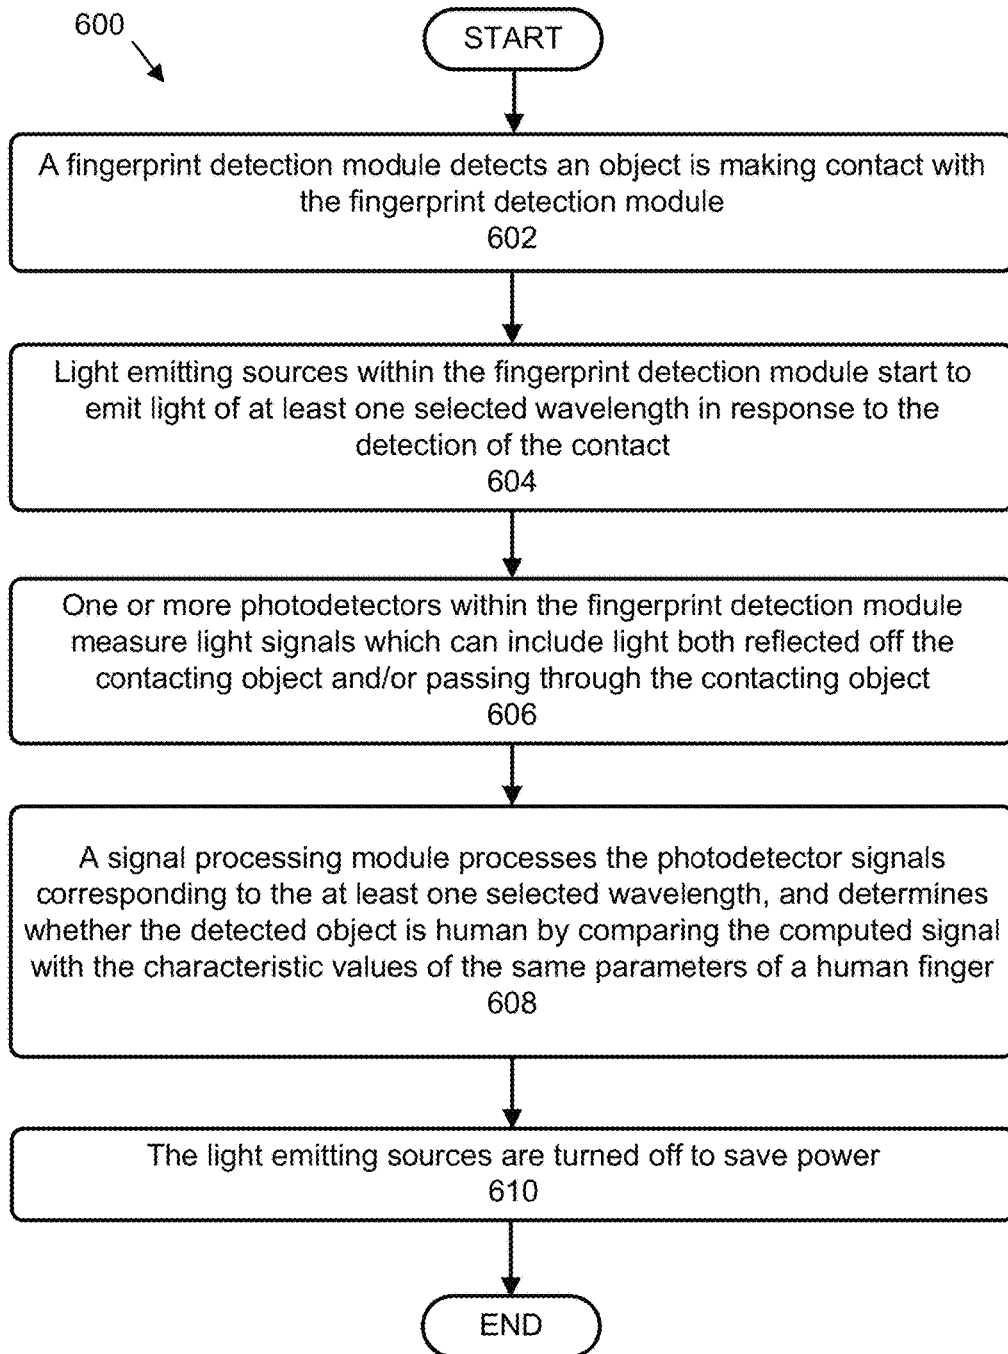 600
START
A fingerprint detection module detects an object is making contact with
the fingerprint detection module
602
Light emitting sources within the fingerprint detection module start to
emit light of at least one selected wavelength in response to the
detection of the contact
604
One or more photodetectors within the fingerprint detection module
measure light signals which can include light both reflected off the
contacting object and/or passing through the contacting object
606
A signal processing module processes the photodetector signals
corresponding to the at least one selected wavelength, and determines
whether the detected object is human by comparing the computed signal
with the characteristic values of the same parameters of a human finger
608
The light emitting sources are turned off to save power
610
END